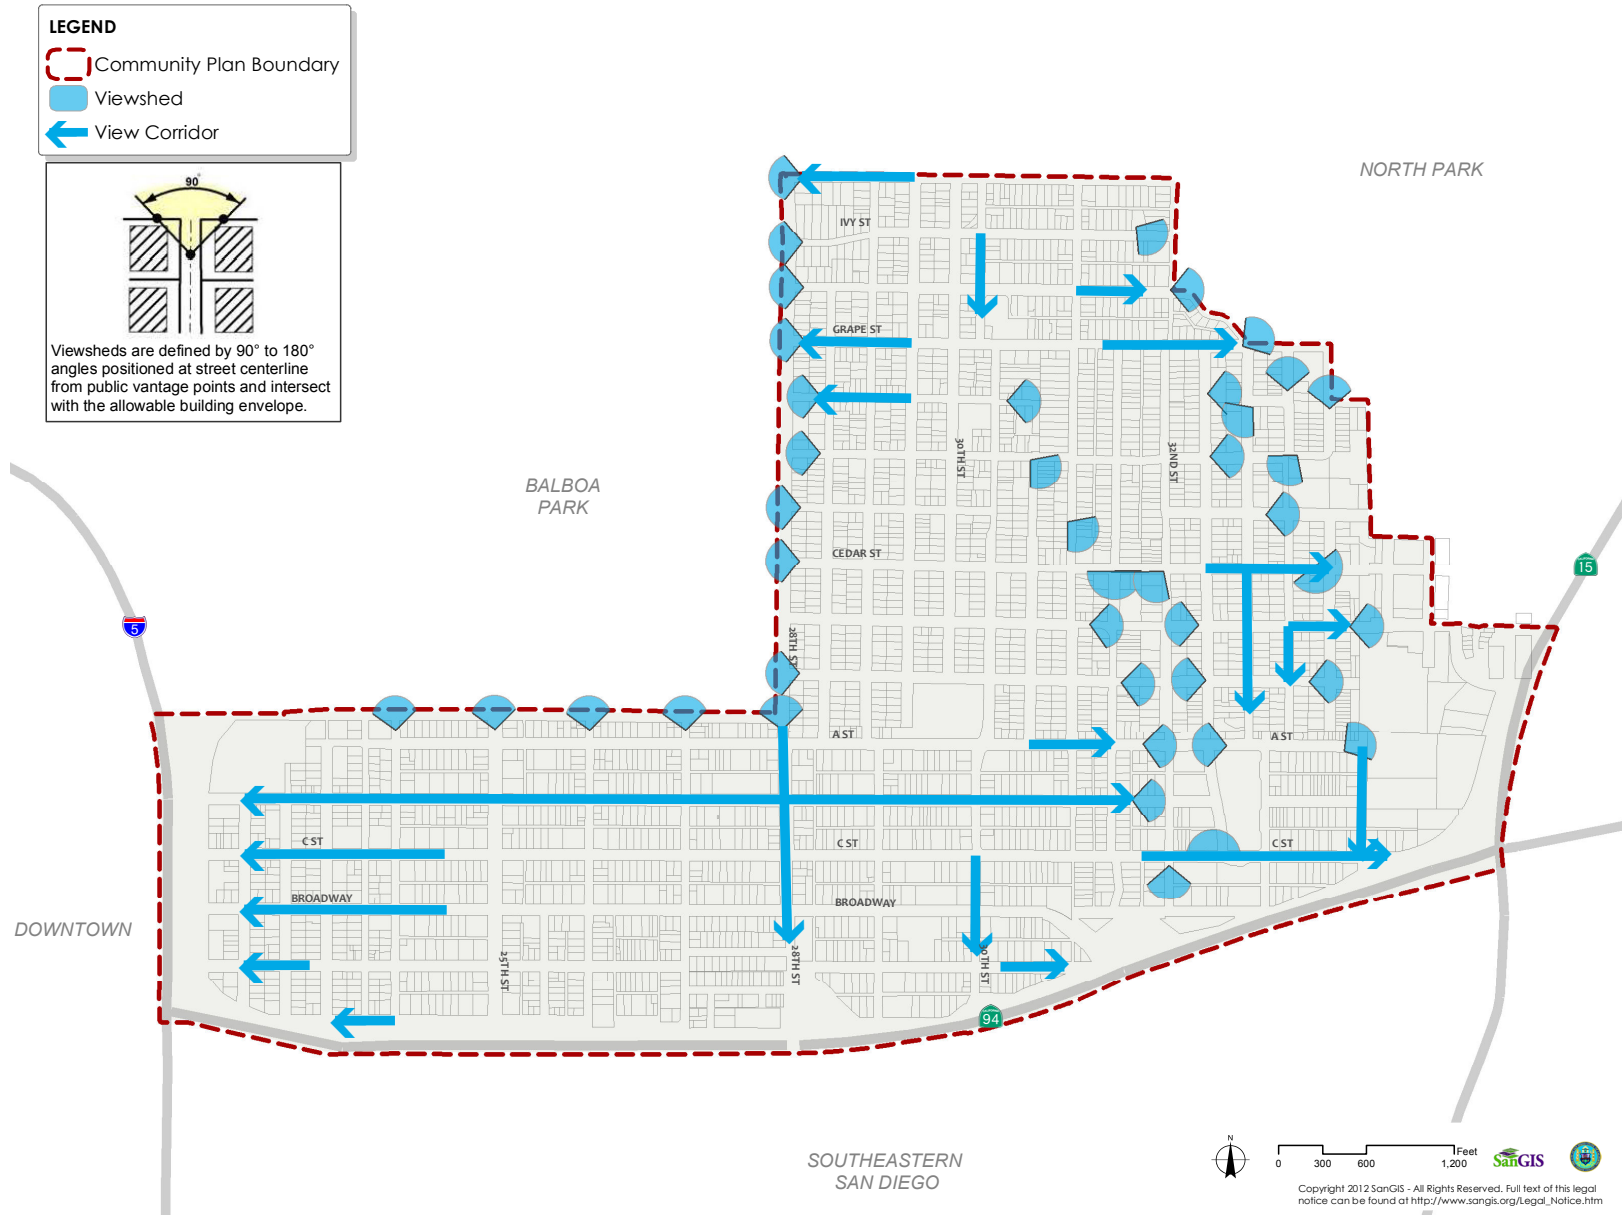 LEGEND
Community Plan Boundary
Viewshed
View Corridor
90°
Viewsheds are defined by 90° to 180°
angles positioned at street centerline
from public vantage points and intersect
with the allowable building envelope.
NORTH PARK
IVY ST
GRAPE ST
30TH ST
32ND ST
BALBOA
PARK
CEDAR ST
15
5
28TH ST
A ST
A ST
C ST
C ST
C ST
BROADWAY
BROADWAY
DOWNTOWN
25TH ST
28TH ST
30TH ST
94
SOUTHEASTERN
SAN DIEGO
N
0 300 600 1,200 Feet
SanGIS
Copyright 2012 SanGIS - All Rights Reserved. Full text of this legal
notice can be found at http://www.sangis.org/Legal_Notice.htm